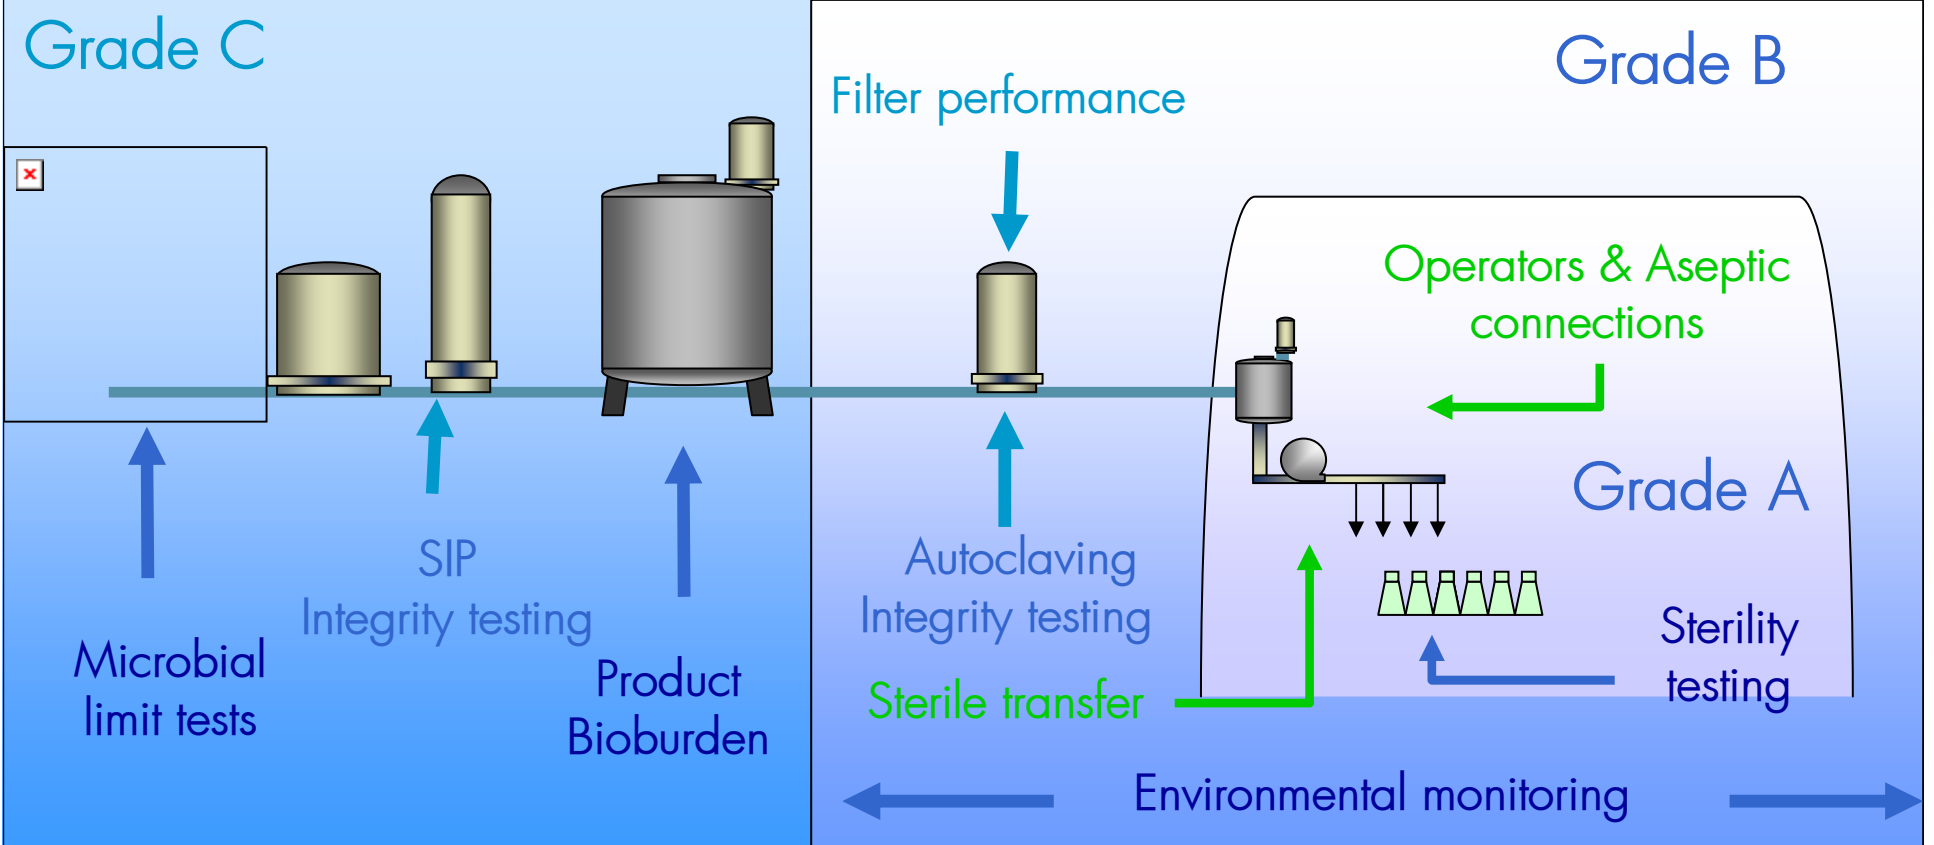 Grade C
Grade B
Filter performance
Operators & Aseptic
connections
Grade A
SIP
Integrity testing
Autoclaving
Integrity testing
Microbial
limit tests
Product
Bioburden
Sterile transfer
Sterility
testing
Environmental monitoring